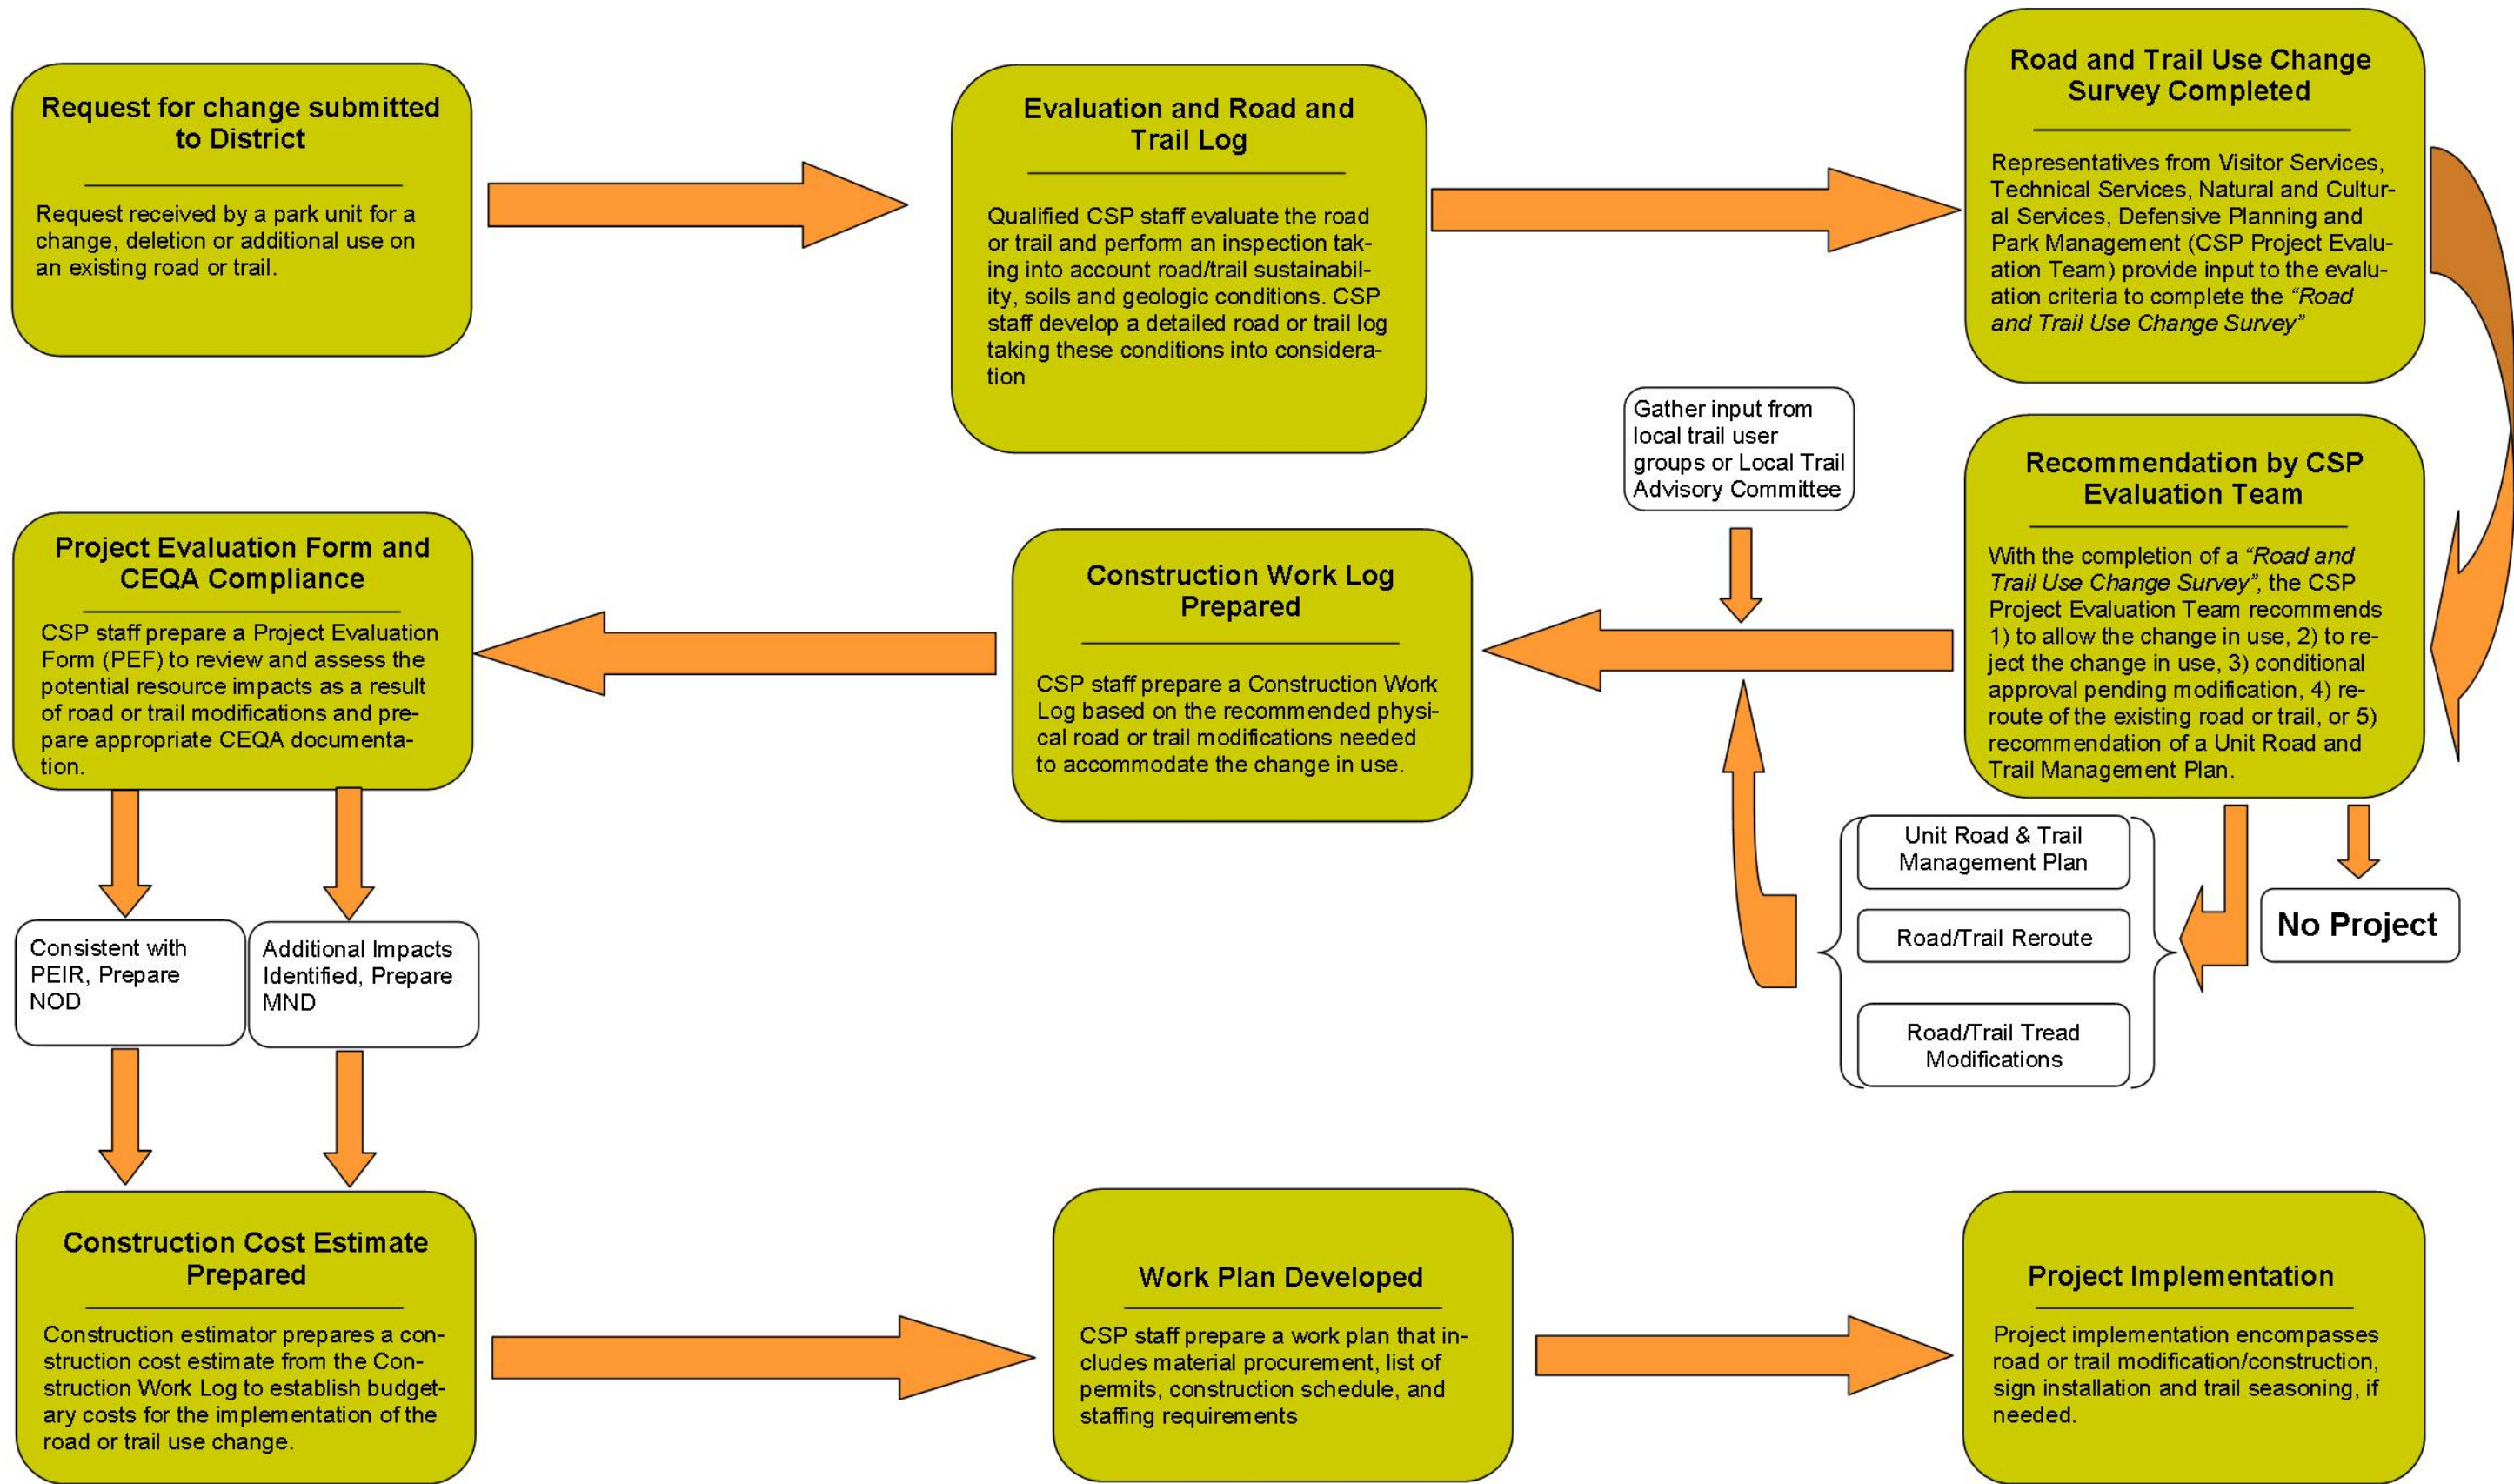 Request for change submitted
to District
Request received by a park unit for a
change, deletion or additional use on
an existing road or trail.
Evaluation and Road and
Trail Log
Qualified CSP staff evaluate the road
or trail and perform an inspection tak-
ing into account road/trail sustainabil-
ity, soils and geologic conditions. CSP
staff develop a detailed road or trail log
taking these conditions into considera-
tion
Road and Trail Use Change
Survey Completed
Representatives from Visitor Services,
Technical Services, Natural and Cultur-
al Services, Defensive Planning and
Park Management (CSP Project Evalu-
ation Team) provide input to the evalu-
ation criteria to complete the “Road
and Trail Use Change Survey”
Recommendation by CSP
Evaluation Team
With the completion of a “Road and
Trail Use Change Survey”, the CSP
Project Evaluation Team recommends
1) to allow the change in use, 2) to re-
ject the change in use, 3) conditional
approval pending modification, 4) re-
route of the existing road or trail, or 5)
recommendation of a Unit Road and
Trail Management Plan.
No Project
Unit Road & Trail
Management Plan
Road/Trail Reroute
Road/Trail Tread
Modifications
Gather input from
local trail user
groups or Local Trail
Advisory Committee
Construction Work Log
Prepared
CSP staff prepare a Construction Work
Log based on the recommended physi-
cal road or trail modifications needed
to accommodate the change in use.
Project Evaluation Form and
CEQA Compliance
CSP staff prepare a Project Evaluation
Form (PEF) to review and assess the
potential resource impacts as a result
of road or trail modifications and pre-
pare appropriate CEQA documenta-
tion.
Consistent with
PEIR, Prepare
NOD
Additional Impacts
Identified, Prepare
MND
Construction Cost Estimate
Prepared
Construction estimator prepares a con-
struction cost estimate from the Con-
struction Work Log to establish budget-
ary costs for the implementation of the
road or trail use change.
Work Plan Developed
CSP staff prepare a work plan that in-
cludes material procurement, list of
permits, construction schedule, and
staffing requirements
Project Implementation
Project implementation encompasses
road or trail modification/construction,
sign installation and trail seasoning, if
needed.